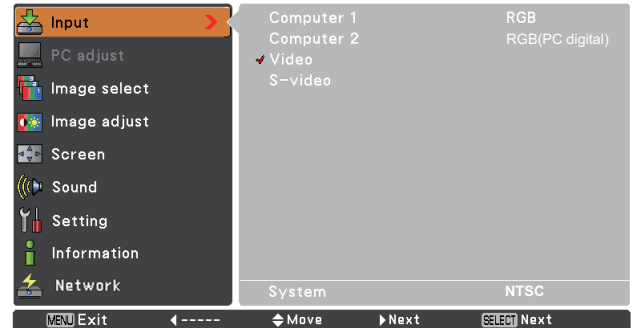 Input
PC adjust
Image select
Image adjust
Screen
Sound
Setting
Information
Network
Computer 1 RGB
Computer 2 RGB(PC digital)
Video
S-video
System NTSC
MENU Exit ----- Move Next SELECT Next